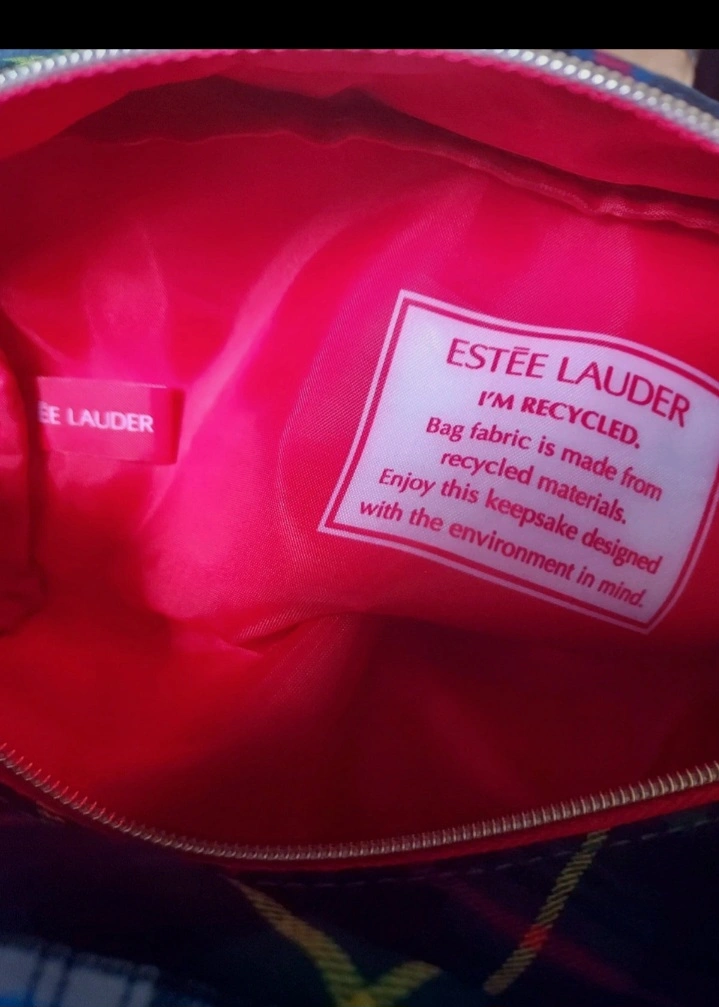 ÉE LAUDER
ESTĒE LAUDER
I'M RECYCLED.
Bag fabric is made from
recycled materials.
Enjoy this keepsake designed
with the environment in mind.